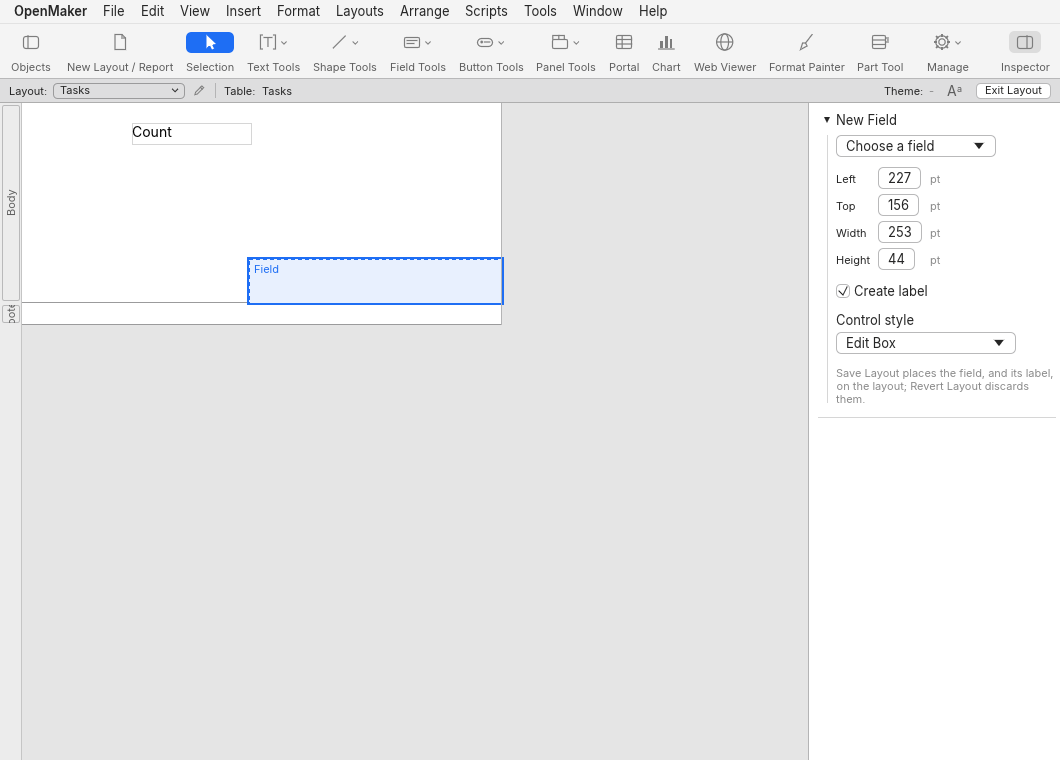 OpenMaker File Edit View Insert Format Layouts Arrange Scripts Tools Window Help
Objects New Layout / Report Selection Text Tools Shape Tools Field Tools Button Tools Panel Tools Portal Chart Web Viewer Format Painter Part Tool Manage Inspector
Layout: Tasks Table: Tasks Theme: - Aa Exit Layout
Count
Body
Field
New Field
Choose a field
Left 227 pt
Top 156 pt
Width 253 pt
Height 44 pt
Create label
Control style
Edit Box
Save Layout places the field, and its label,
on the layout; Revert Layout discards
them.